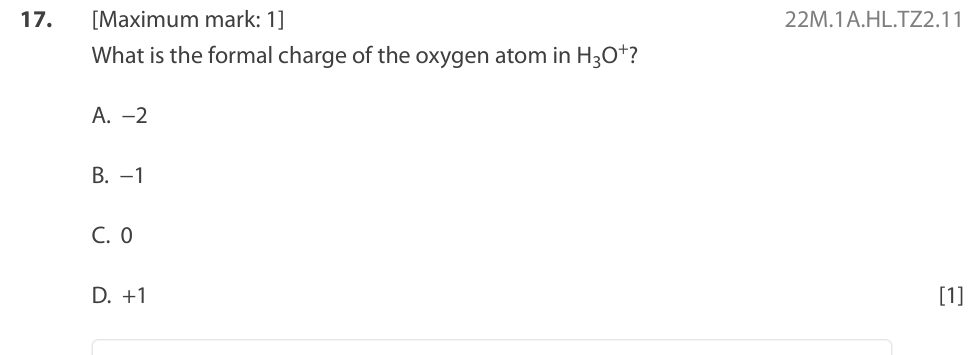 17. [Maximum mark: 1] 22M.1A.HL.TZ2.11
What is the formal charge of the oxygen atom in H₃O⁺?
A. −2
B. −1
C. 0
D. +1 [1]